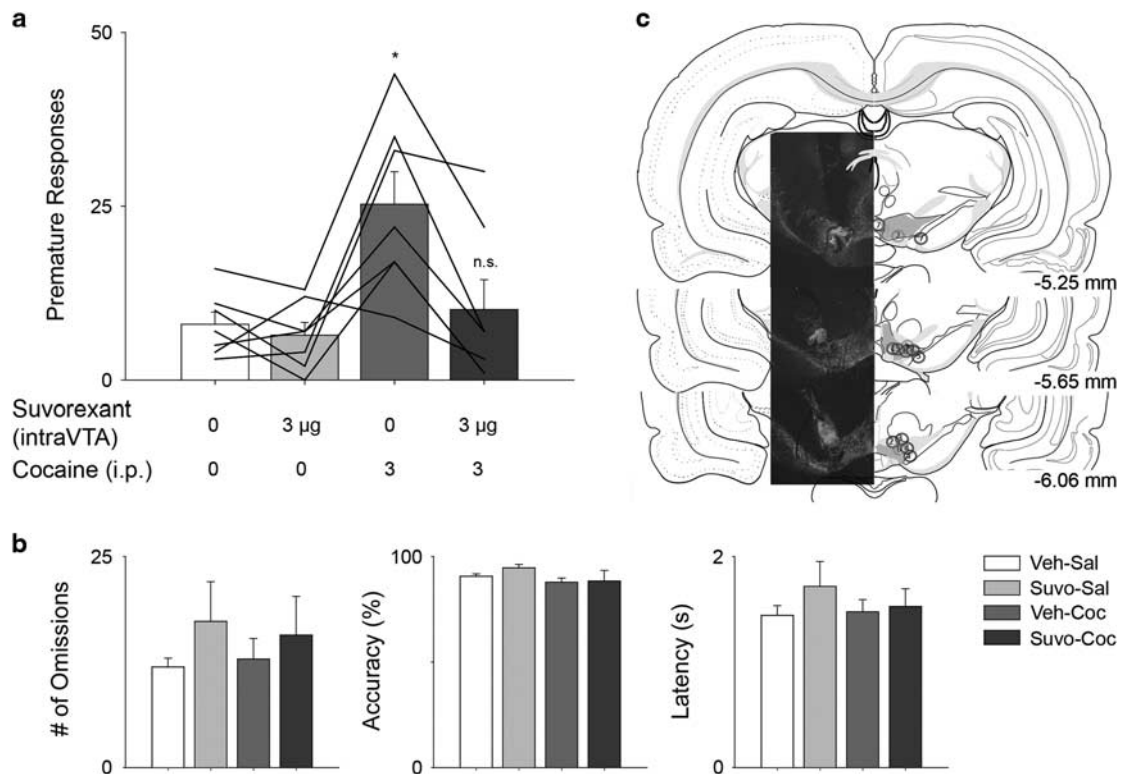 a
50
25
0
Premature Responses
*
n.s.
Suvorexant
(intraVTA)
0 3 µg 0 3 µg
Cocaine (i.p.) 0 0 3 3
c
-5.25 mm
-5.65 mm
-6.06 mm
b
25
0
# of Omissions
100
0
Accuracy (%)
2
0
Latency (s)
Veh-Sal
Suvo-Sal
Veh-Coc
Suvo-Coc